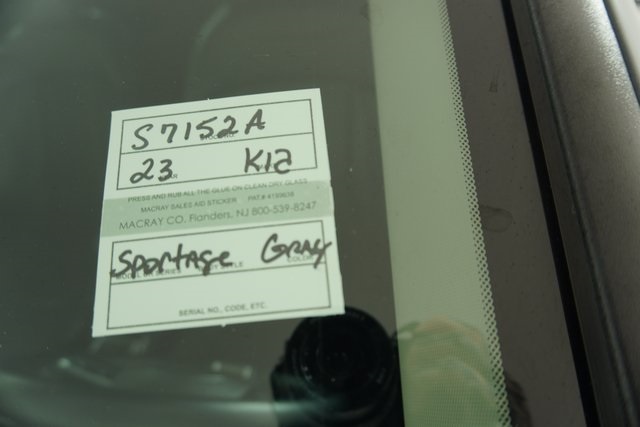 S7152A
23 Kia
PRESS AND RUB ALL THE GLUE ON CLEAN DRY GLASS
MACRAY SALES AID STICKER
MACRAY CO. Flanders, NJ 800-539-8247
Sportage Gray
SERIAL NO., CODE, ETC.